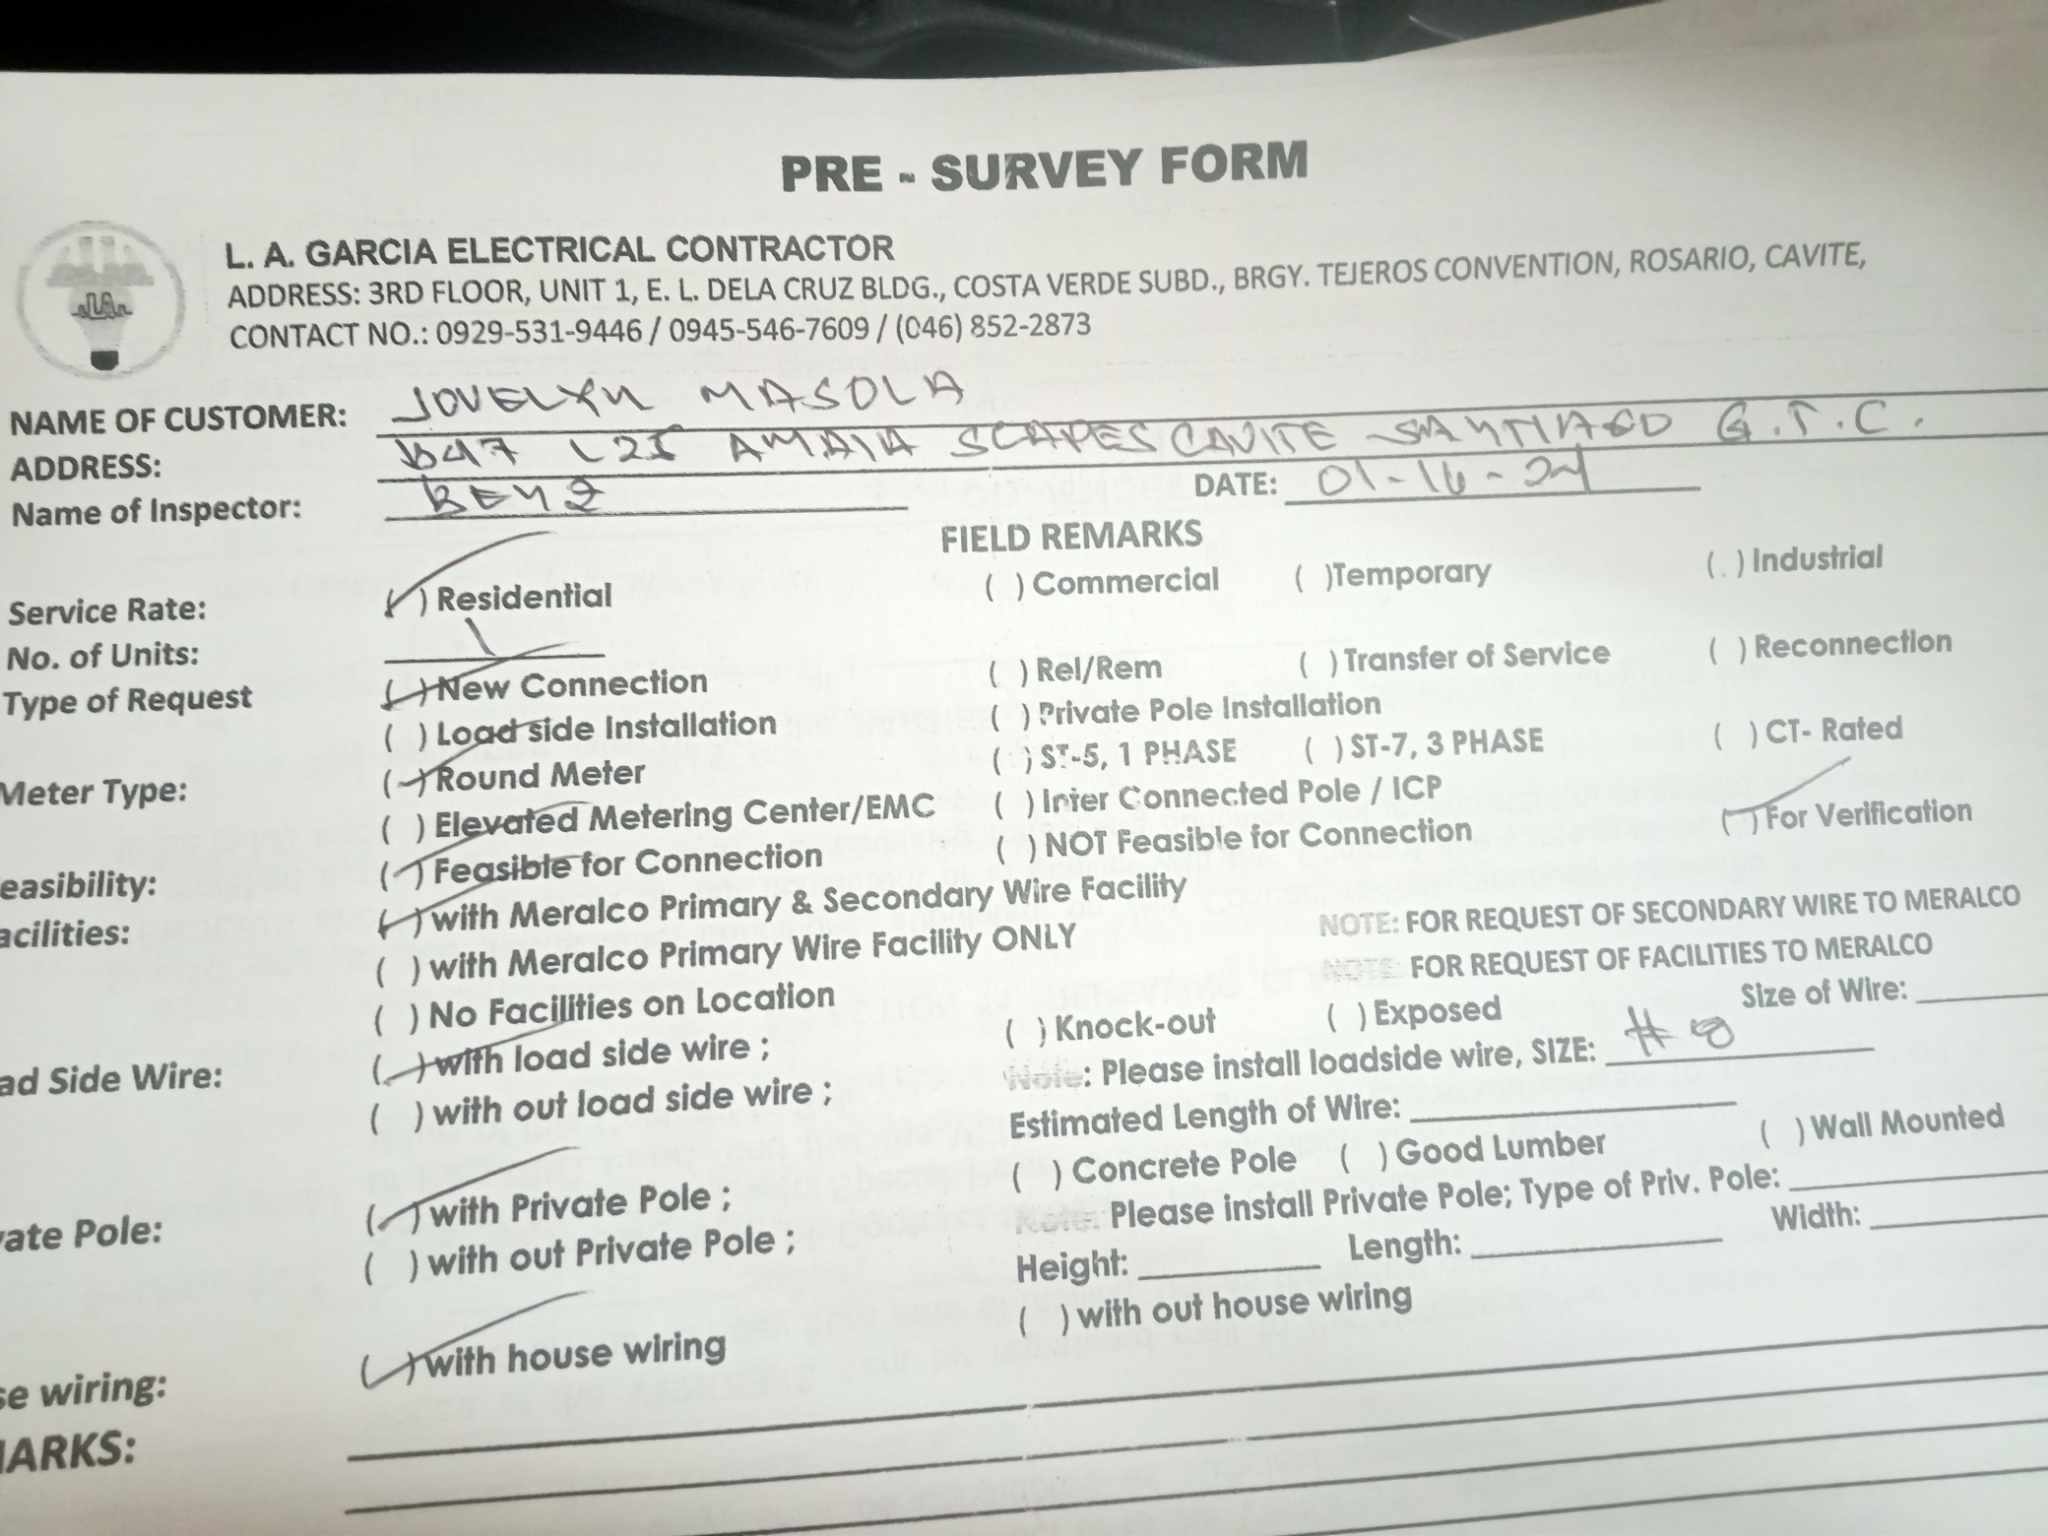 PRE - SURVEY FORM
L. A. GARCIA ELECTRICAL CONTRACTOR
ADDRESS: 3RD FLOOR, UNIT 1, E. L. DELA CRUZ BLDG., COSTA VERDE SUBD., BRGY. TEJEROS CONVENTION, ROSARIO, CAVITE,
CONTACT NO.: 0929-531-9446 / 0945-546-7609 / (046) 852-2873
NAME OF CUSTOMER: JOVELYN MASOLA
ADDRESS: B47 L25 AMAIA SCAPES CAVITE SANTIAGO G.T.C.
Name of Inspector: DATE: 01-16-24
FIELD REMARKS
Service Rate: (✓) Residential ( ) Commercial ( )Temporary ( ) Industrial
No. of Units: 1
Type of Request (✓)New Connection ( ) Rel/Rem ( )Transfer of Service ( ) Reconnection
( ) Load side Installation ( ) Private Pole Installation
Meter Type: (✓)Round Meter ( ) ST-5, 1 PHASE ( ) ST-7, 3 PHASE ( ) CT- Rated
( ) Elevated Metering Center/EMC ( ) Inter Connected Pole / ICP
easibility: (✓) Feasible for Connection ( ) NOT Feasible for Connection (✓)For Verification
acilities: (✓) with Meralco Primary & Secondary Wire Facility
( ) with Meralco Primary Wire Facility ONLY NOTE: FOR REQUEST OF SECONDARY WIRE TO MERALCO
( ) No Facilities on Location NOTE: FOR REQUEST OF FACILITIES TO MERALCO
ad Side Wire: (✓)with load side wire ; ( ) Knock-out ( ) Exposed Size of Wire:
( ) with out load side wire ; Note: Please install loadside wire, SIZE: # 8
Estimated Length of Wire:
vate Pole: (✓)with Private Pole ; ( ) Concrete Pole ( ) Good Lumber ( ) Wall Mounted
( ) with out Private Pole ; Note: Please install Private Pole; Type of Priv. Pole:
Height: Length: Width:
se wiring: (✓)with house wiring ( ) with out house wiring
MARKS: